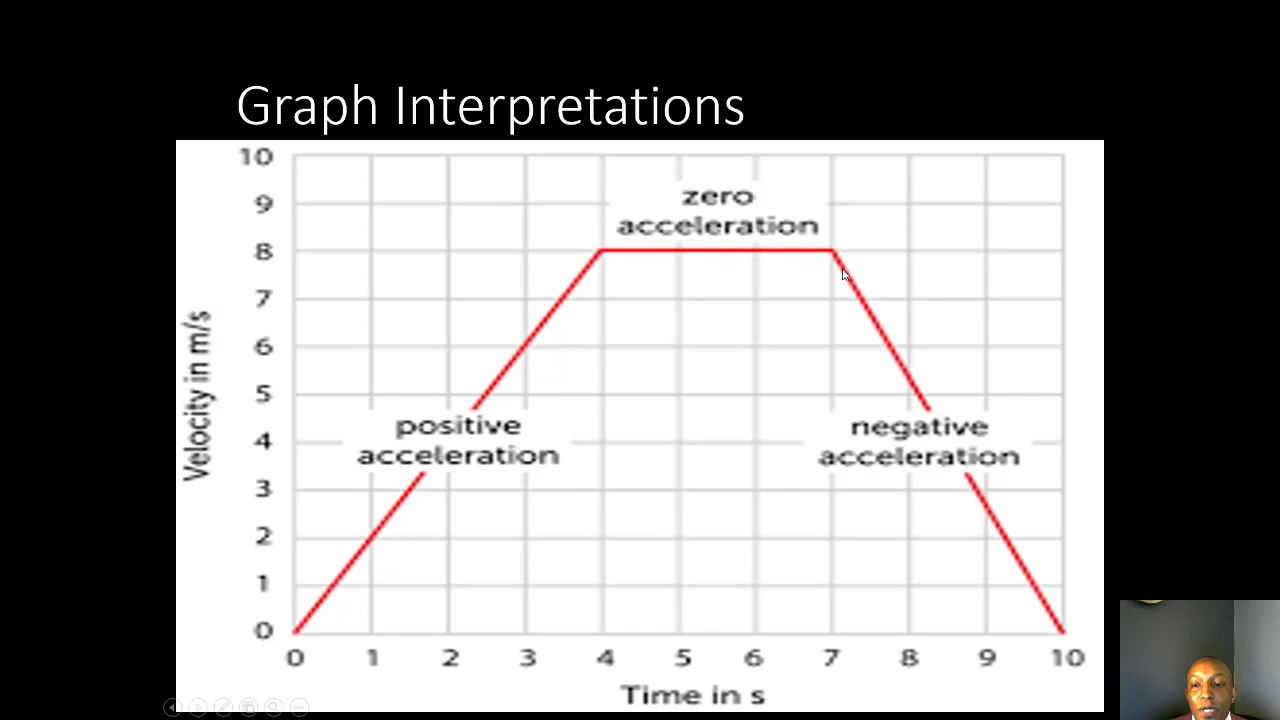 Graph Interpretations
10
9
8
7
6
5
4
3
2
1
0
Velocity in m/s
zero
acceleration
positive
acceleration
negative
acceleration
0 1 2 3 4 5 6 7 8 9 10
Time in s